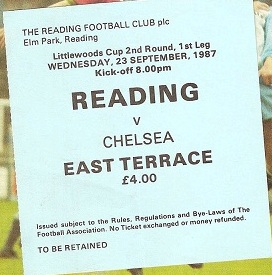 THE READING FOOTBALL CLUB plc
Elm Park, Reading
Littlewoods Cup 2nd Round, 1st Leg
WEDNESDAY, 23 SEPTEMBER, 1987
Kick-off 8.00pm
READING
v
CHELSEA
EAST TERRACE
£4.00
Issued subject to the Rules, Regulations and Bye-Laws of The
Football Association. No Ticket exchanged or money refunded.
TO BE RETAINED